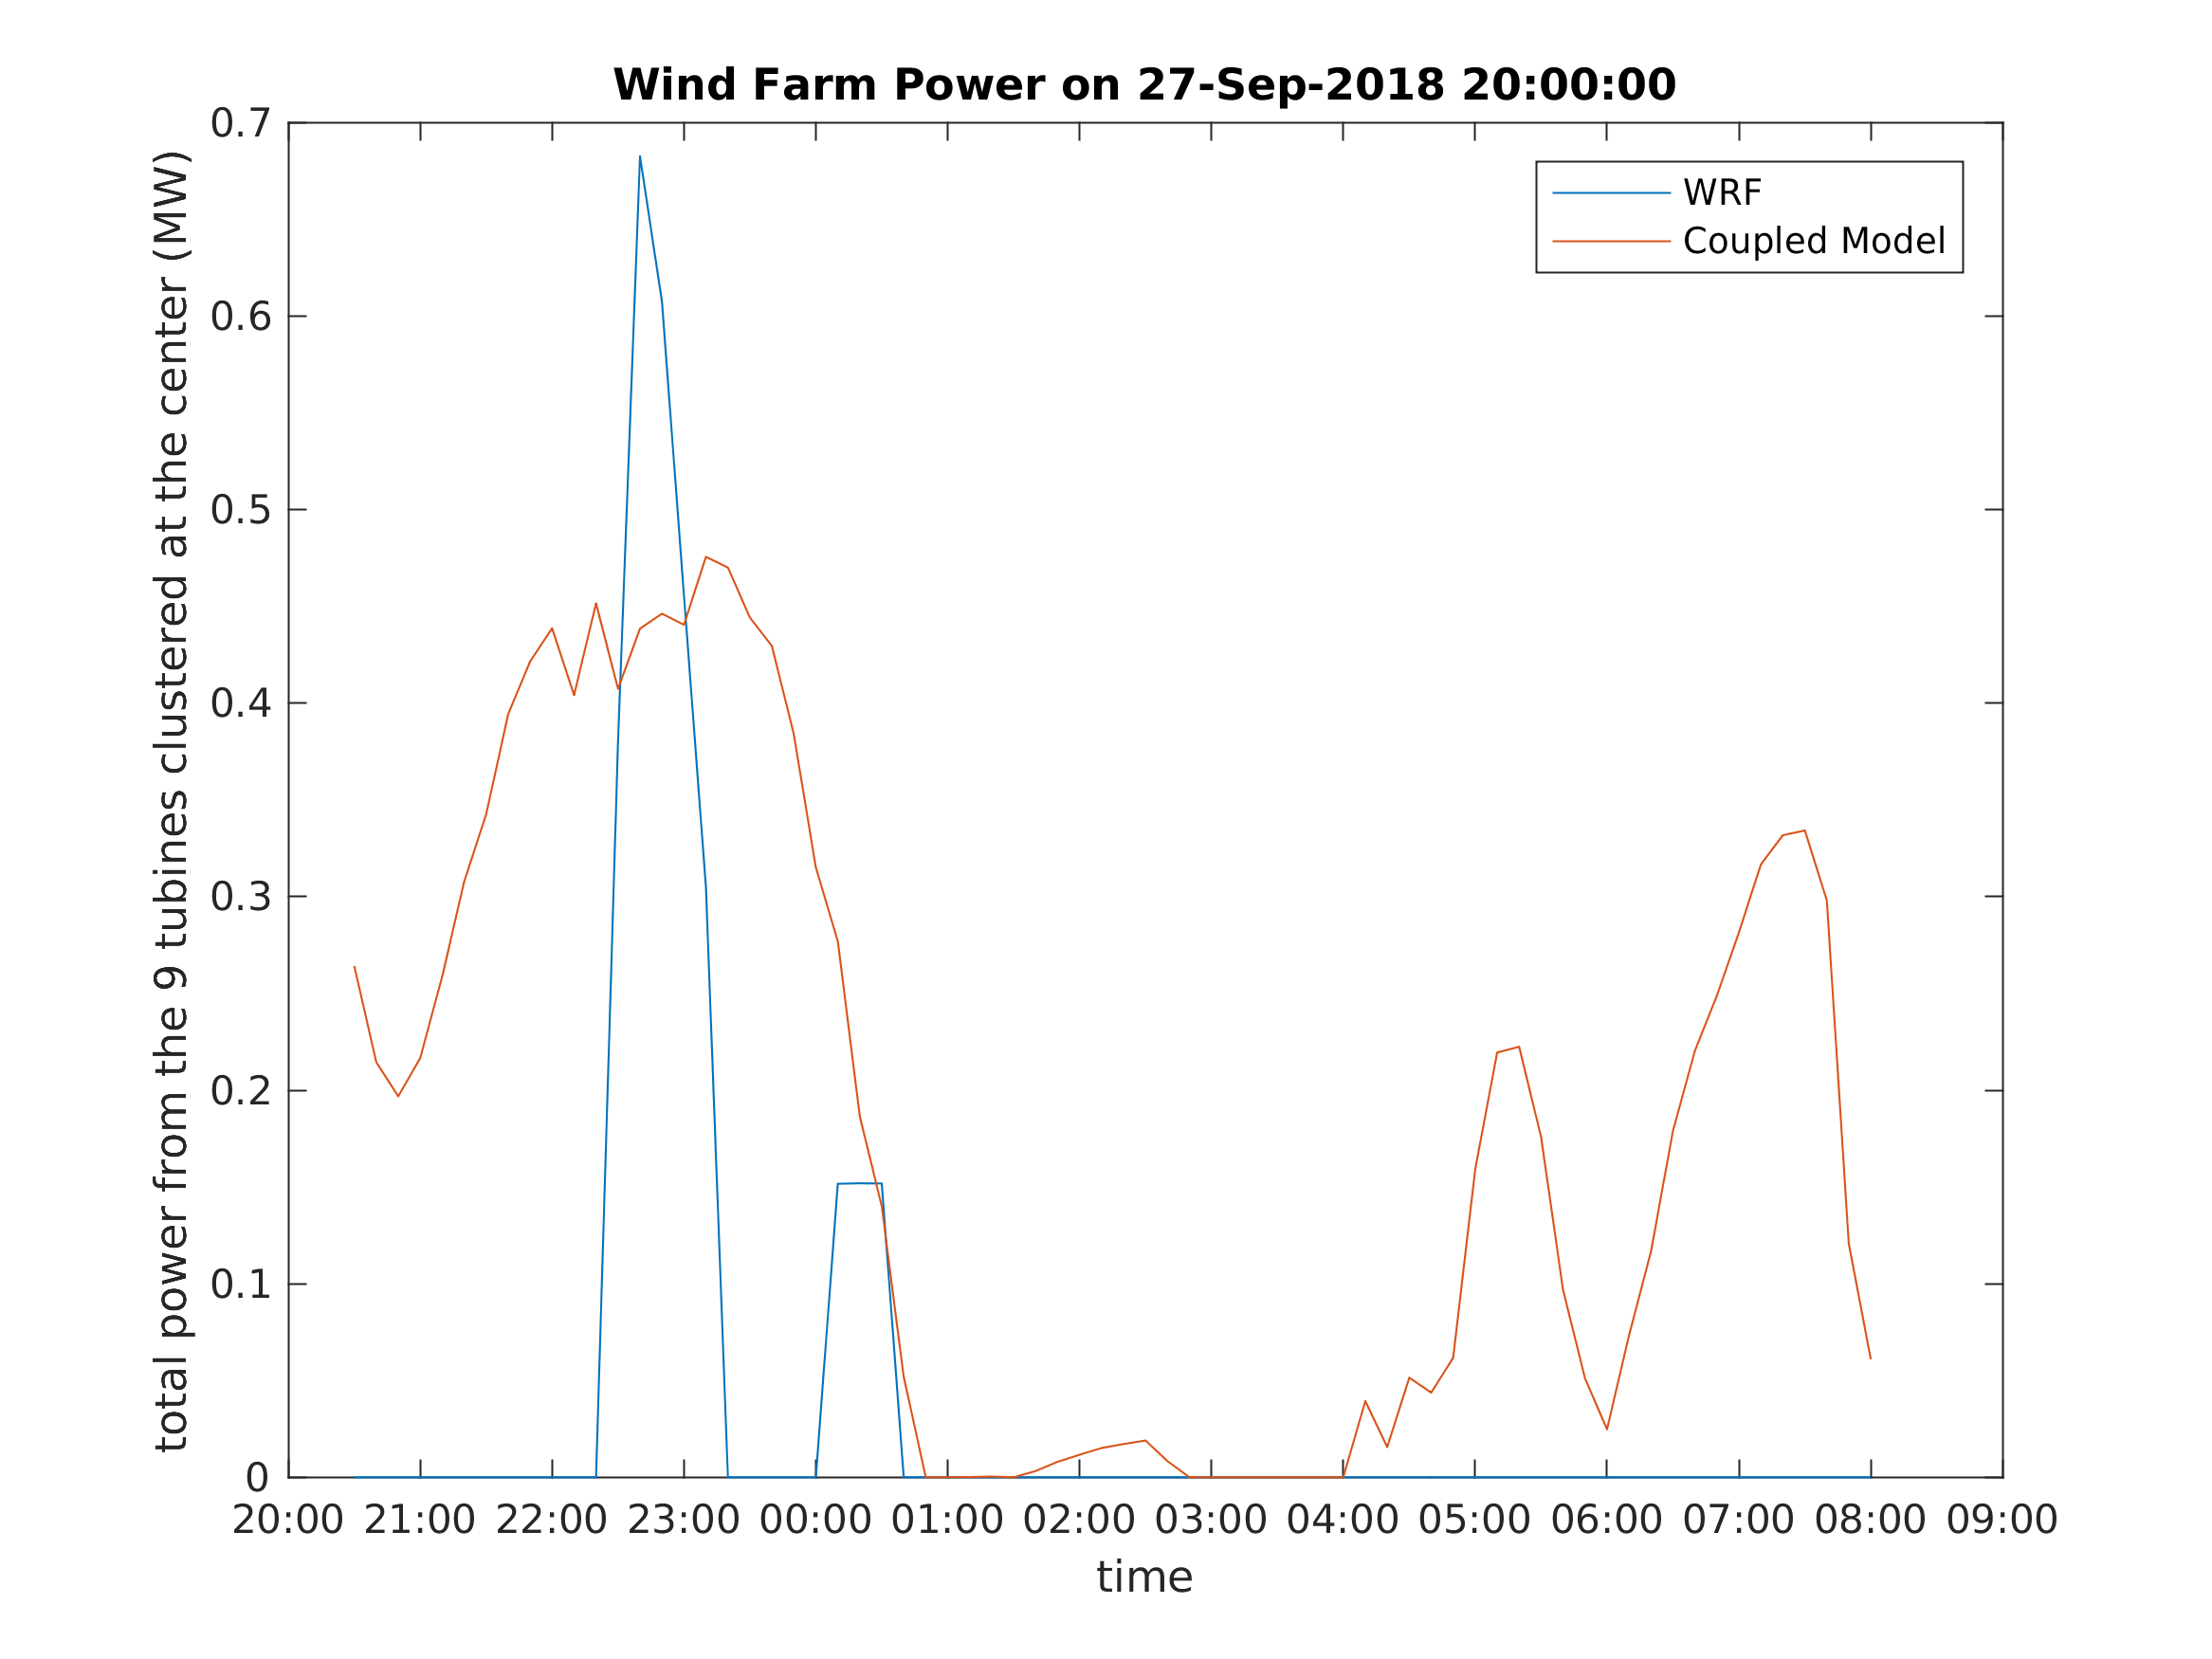 Wind Farm Power on 27-Sep-2018 20:00:00
total power from the 9 tubines clustered at the center (MW)
0.7
0.6
0.5
0.4
0.3
0.2
0.1
0
WRF
Coupled Model
20:00 21:00 22:00 23:00 00:00 01:00 02:00 03:00 04:00 05:00 06:00 07:00 08:00 09:00
time